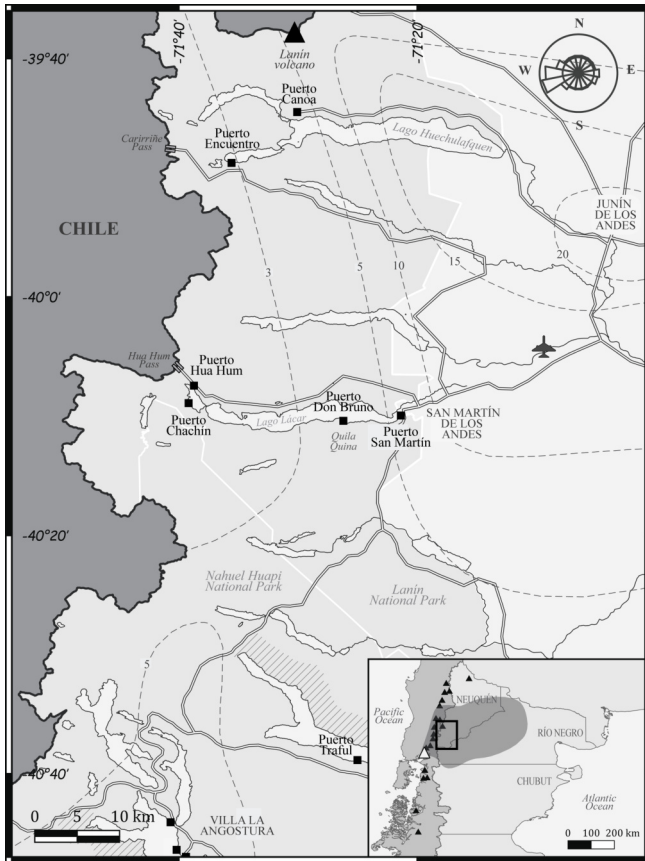 -39°40'
-71°40'
-71°20'
N
W
E
S
Lanín
volcano
Puerto
Canoa
Lago Huechulafquen
Carirriñe
Pass
Puerto
Encuentro
CHILE
JUNÍN
DE LOS
ANDES
3
5
10
15
20
-40°0'
Hua Hum
Pass
Puerto
Hua Hum
Puerto
Chachín
Lago Lácar
Puerto
Don Bruno
Quila
Quina
Puerto
San Martín
SAN MARTÍN
DE LOS
ANDES
-40°20'
Nahuel Huapi
National Park
Lanín
National Park
5
Puerto
Traful
-40°40'
0 5 10 km
VILLA LA
ANGOSTURA
Pacific
Ocean
NEUQUÉN
RÍO NEGRO
CHUBUT
Atlantic
Ocean
0 100 200 km